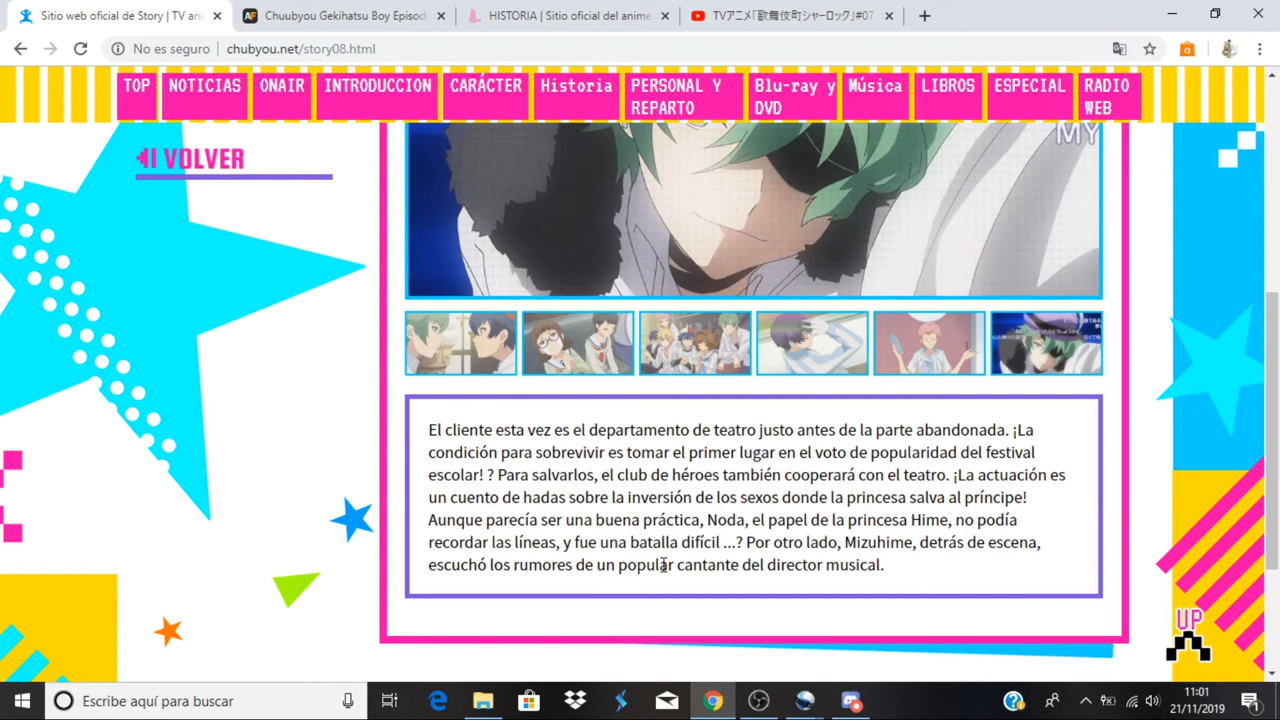 Sitio web oficial de Story | TV ani
Chuubyou Gekihatsu Boy Episodi
HISTORIA | Sitio oficial del anime
TVアニメ「歌舞伎町シャーロック」#07
No es seguro
chubyou.net/story08.html
TOP
NOTICIAS
ONAIR
INTRODUCCION
CARÁCTER
Historia
PERSONAL Y
REPARTO
Blu-ray y
DVD
Música
LIBROS
ESPECIAL
RADIO
WEB
VOLVER
MY
El cliente esta vez es el departamento de teatro justo antes de la parte abandonada. ¡La
condición para sobrevivir es tomar el primer lugar en el voto de popularidad del festival
escolar! ? Para salvarlos, el club de héroes también cooperará con el teatro. ¡La actuación es
un cuento de hadas sobre la inversión de los sexos donde la princesa salva al príncipe!
Aunque parecía ser una buena práctica, Noda, el papel de la princesa Hime, no podía
recordar las líneas, y fue una batalla difícil ...? Por otro lado, Mizuhime, detrás de escena,
escuchó los rumores de un popular cantante del director musical.
UP
Escribe aquí para buscar
11:01
21/11/2019